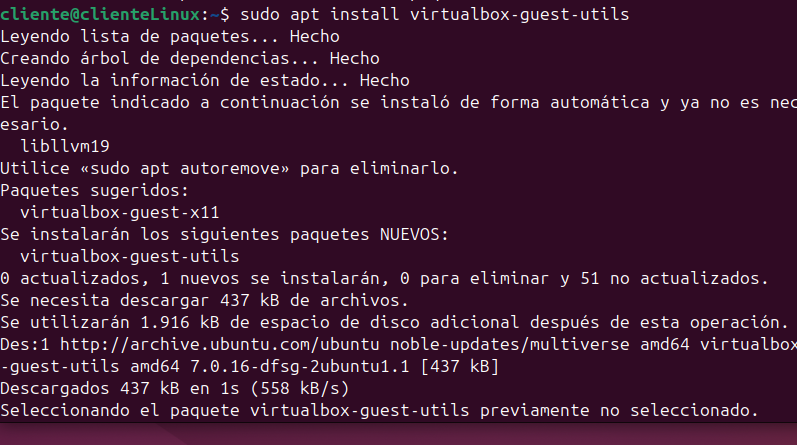 cliente@clienteLinux:~$ sudo apt install virtualbox-guest-utils
Leyendo lista de paquetes... Hecho
Creando árbol de dependencias... Hecho
Leyendo la información de estado... Hecho
El paquete indicado a continuación se instaló de forma automática y ya no es nec
esario.
  libllvm19
Utilice «sudo apt autoremove» para eliminarlo.
Paquetes sugeridos:
  virtualbox-guest-x11
Se instalarán los siguientes paquetes NUEVOS:
  virtualbox-guest-utils
0 actualizados, 1 nuevos se instalarán, 0 para eliminar y 51 no actualizados.
Se necesita descargar 437 kB de archivos.
Se utilizarán 1.916 kB de espacio de disco adicional después de esta operación.
Des:1 http://archive.ubuntu.com/ubuntu noble-updates/multiverse amd64 virtualbox
-guest-utils amd64 7.0.16-dfsg-2ubuntu1.1 [437 kB]
Descargados 437 kB en 1s (558 kB/s)
Seleccionando el paquete virtualbox-guest-utils previamente no seleccionado.